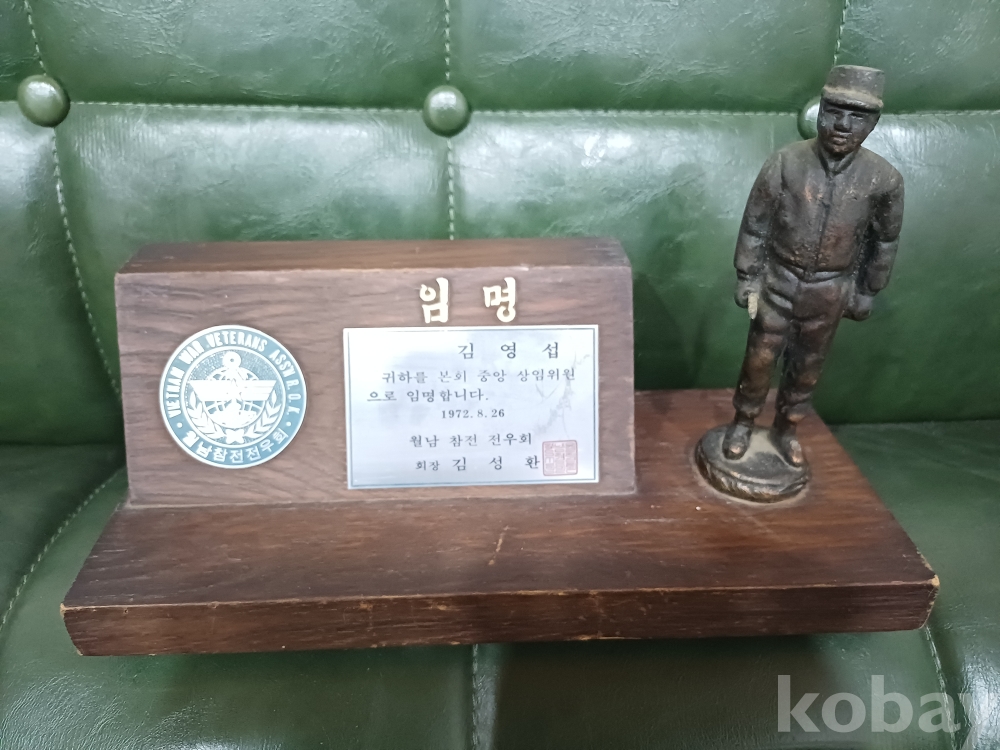 임명
VIETNAM WAR VETERANS ASS'Y R.O.K.
월남참전전우회
김 영 섭
귀하를 본회 중앙 상임위원
으로 임명합니다.
1972. 8. 26
월남 참전 전우회
회장 김 성 환
kobay